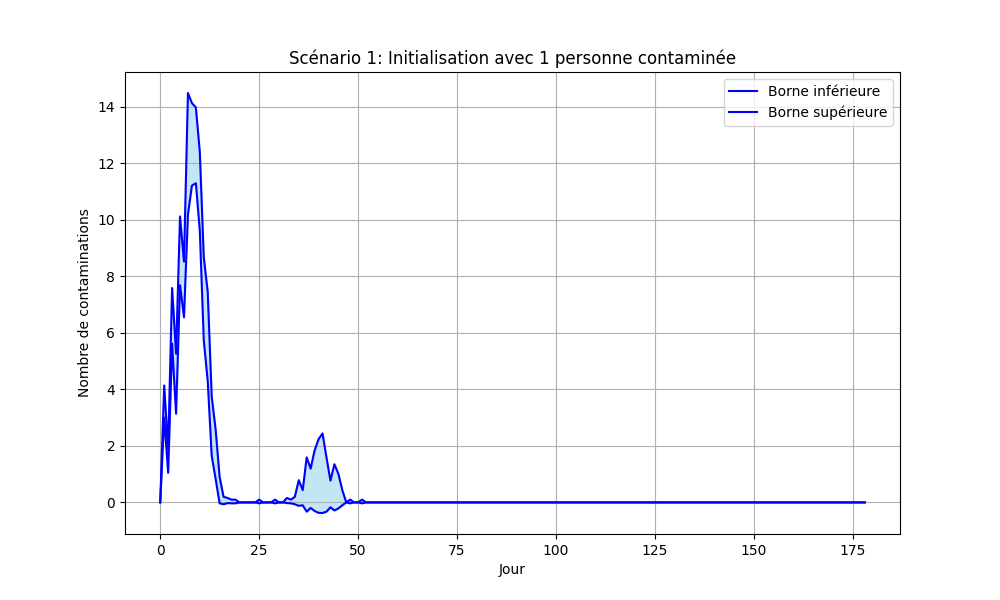 Scénario 1: Initialisation avec 1 personne contaminée
Borne inférieure
Borne supérieure
Nombre de contaminations
14
12
10
8
6
4
2
0
0 25 50 75 100 125 150 175
Jour